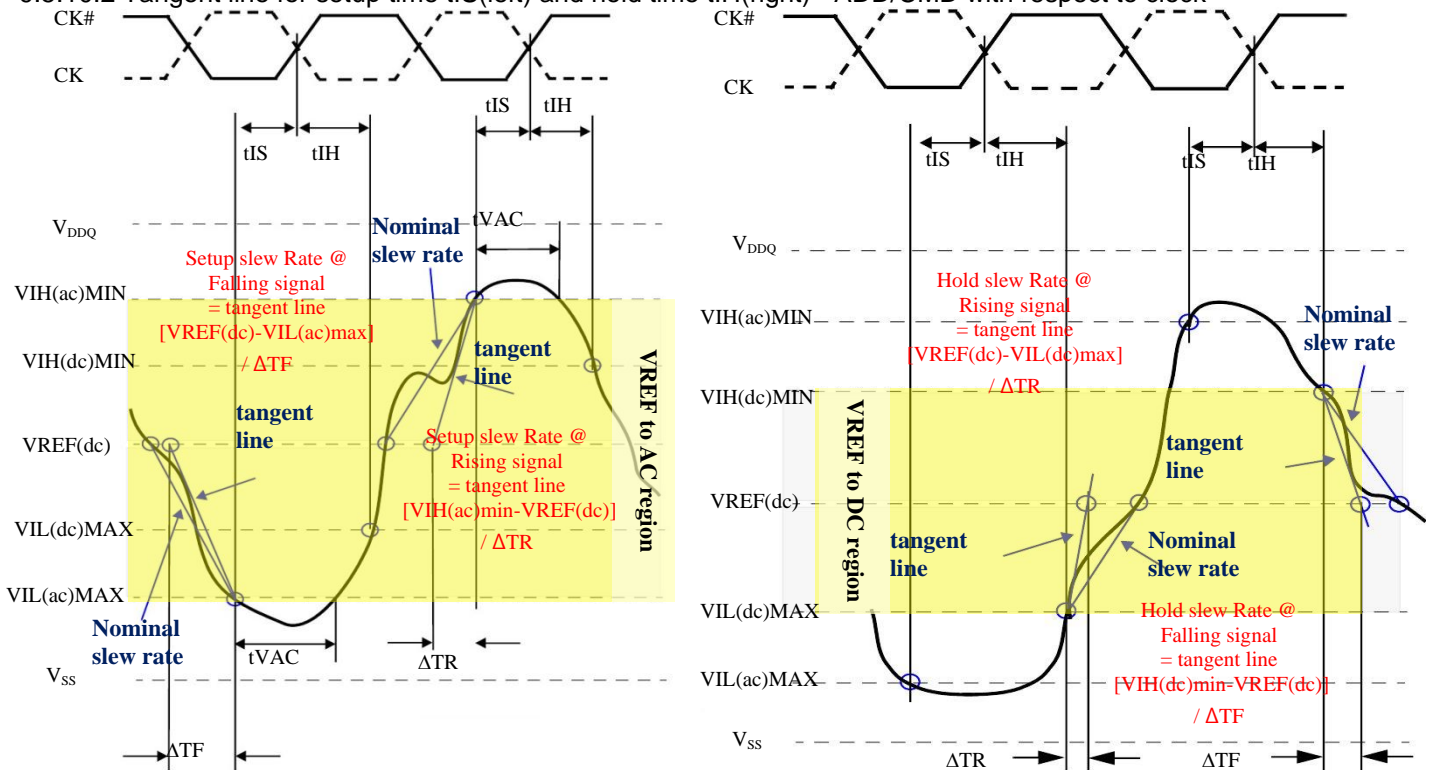 CK#
CK
tIS
tIH
tIS
tIH
VDDQ
Nominal
slew rate
tVAC
Setup slew Rate @
Falling signal
= tangent line
[VREF(dc)-VIL(ac)max]
/ ΔTF
VIH(ac)MIN
VIH(dc)MIN
tangent
line
tangent
line
VREF(dc)
Setup slew Rate @
Rising signal
= tangent line
[VIH(ac)min-VREF(dc)]
/ ΔTR
VREF to AC region
VIL(dc)MAX
VIL(ac)MAX
Nominal
slew rate
tVAC
ΔTR
VSS
ΔTF
CK#
CK
tIS
tIH
tIS
tIH
VDDQ
Hold slew Rate @
Rising signal
= tangent line
[VREF(dc)-VIL(dc)max]
/ ΔTR
VIH(ac)MIN
Nominal
slew rate
VIH(dc)MIN
VREF to DC region
tangent
line
VREF(dc)
tangent
line
Nominal
slew rate
VIL(dc)MAX
Hold slew Rate @
Falling signal
= tangent line
[VIH(dc)min-VREF(dc)]
/ ΔTF
VIL(ac)MAX
VSS
ΔTR
ΔTF